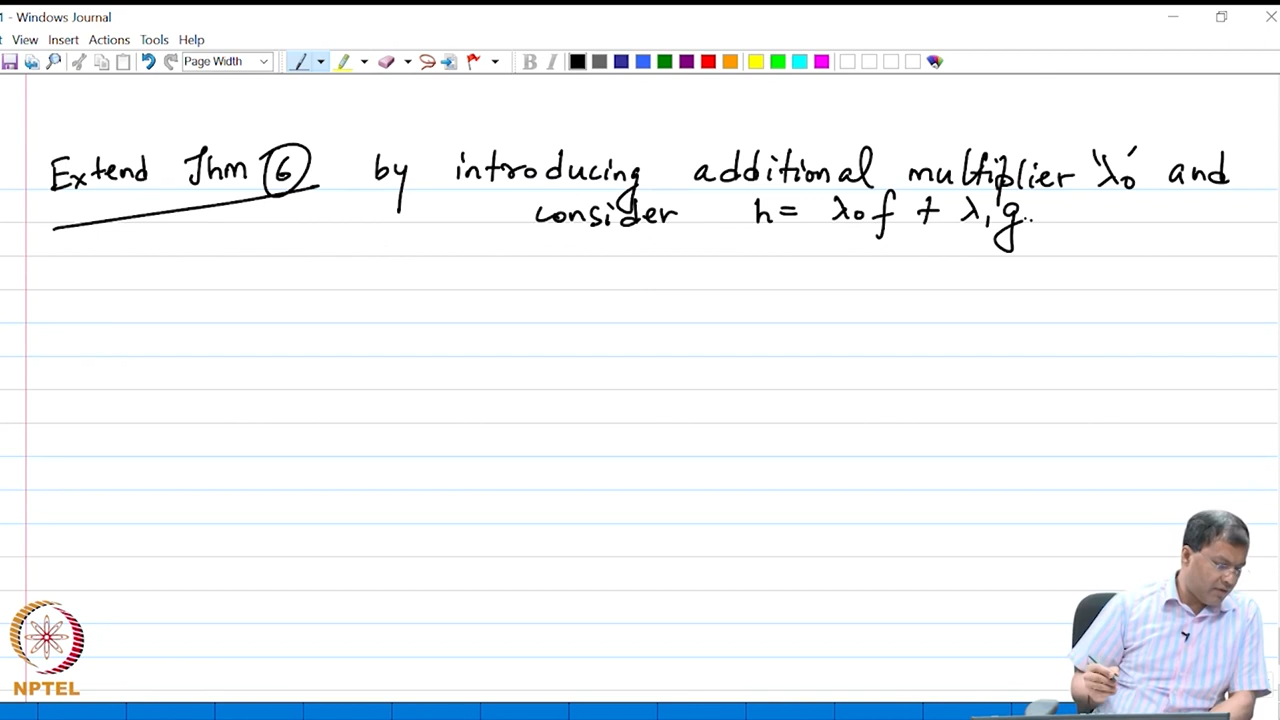 1 - Windows Journal
t View Insert Actions Tools Help
Page Width B I
Extend Thm 6 by introducing additional multiplier 'λ₀' and
consider h = λ₀f + λ₁g.
NPTEL